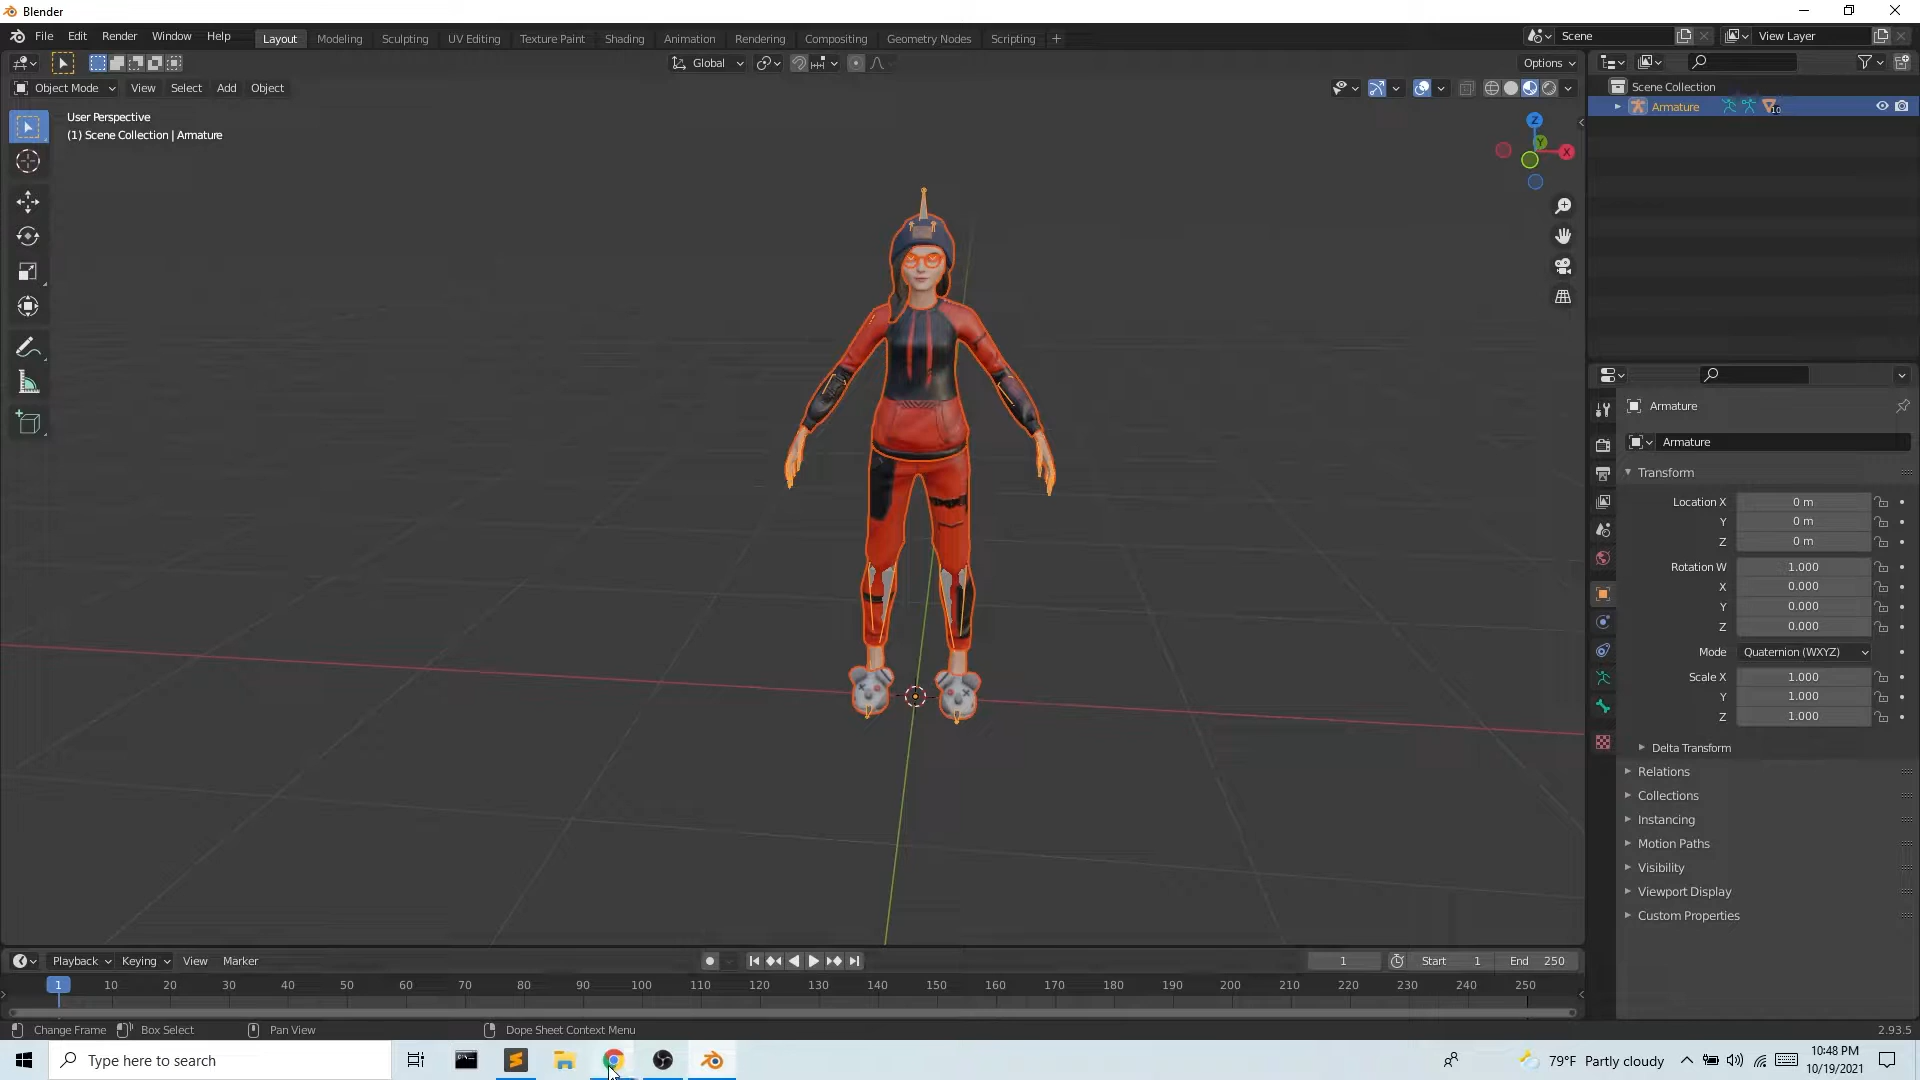 Blender
File Edit Render Window Help Layout Modeling Sculpting UV Editing Texture Paint Shading Animation Rendering Compositing Geometry Nodes Scripting + Scene View Layer
Global Options
Object Mode View Select Add Object
Scene Collection
Armature 10
User Perspective
(1) Scene Collection | Armature
Z
Y
X
Armature
Armature
Transform
Location X 0 m
Y 0 m
Z 0 m
Rotation W 1.000
X 0.000
Y 0.000
Z 0.000
Mode Quaternion (WXYZ)
Scale X 1.000
Y 1.000
Z 1.000
Delta Transform
Relations
Collections
Instancing
Motion Paths
Visibility
Viewport Display
Custom Properties
Playback Keying View Marker 1 Start 1 End 250
1 10 20 30 40 50 60 70 80 90 100 110 120 130 140 150 160 170 180 190 200 210 220 230 240 250
Change Frame Box Select Pan View Dope Sheet Context Menu 2.93.5
Type here to search 79°F Partly cloudy 10:48 PM
10/19/2021